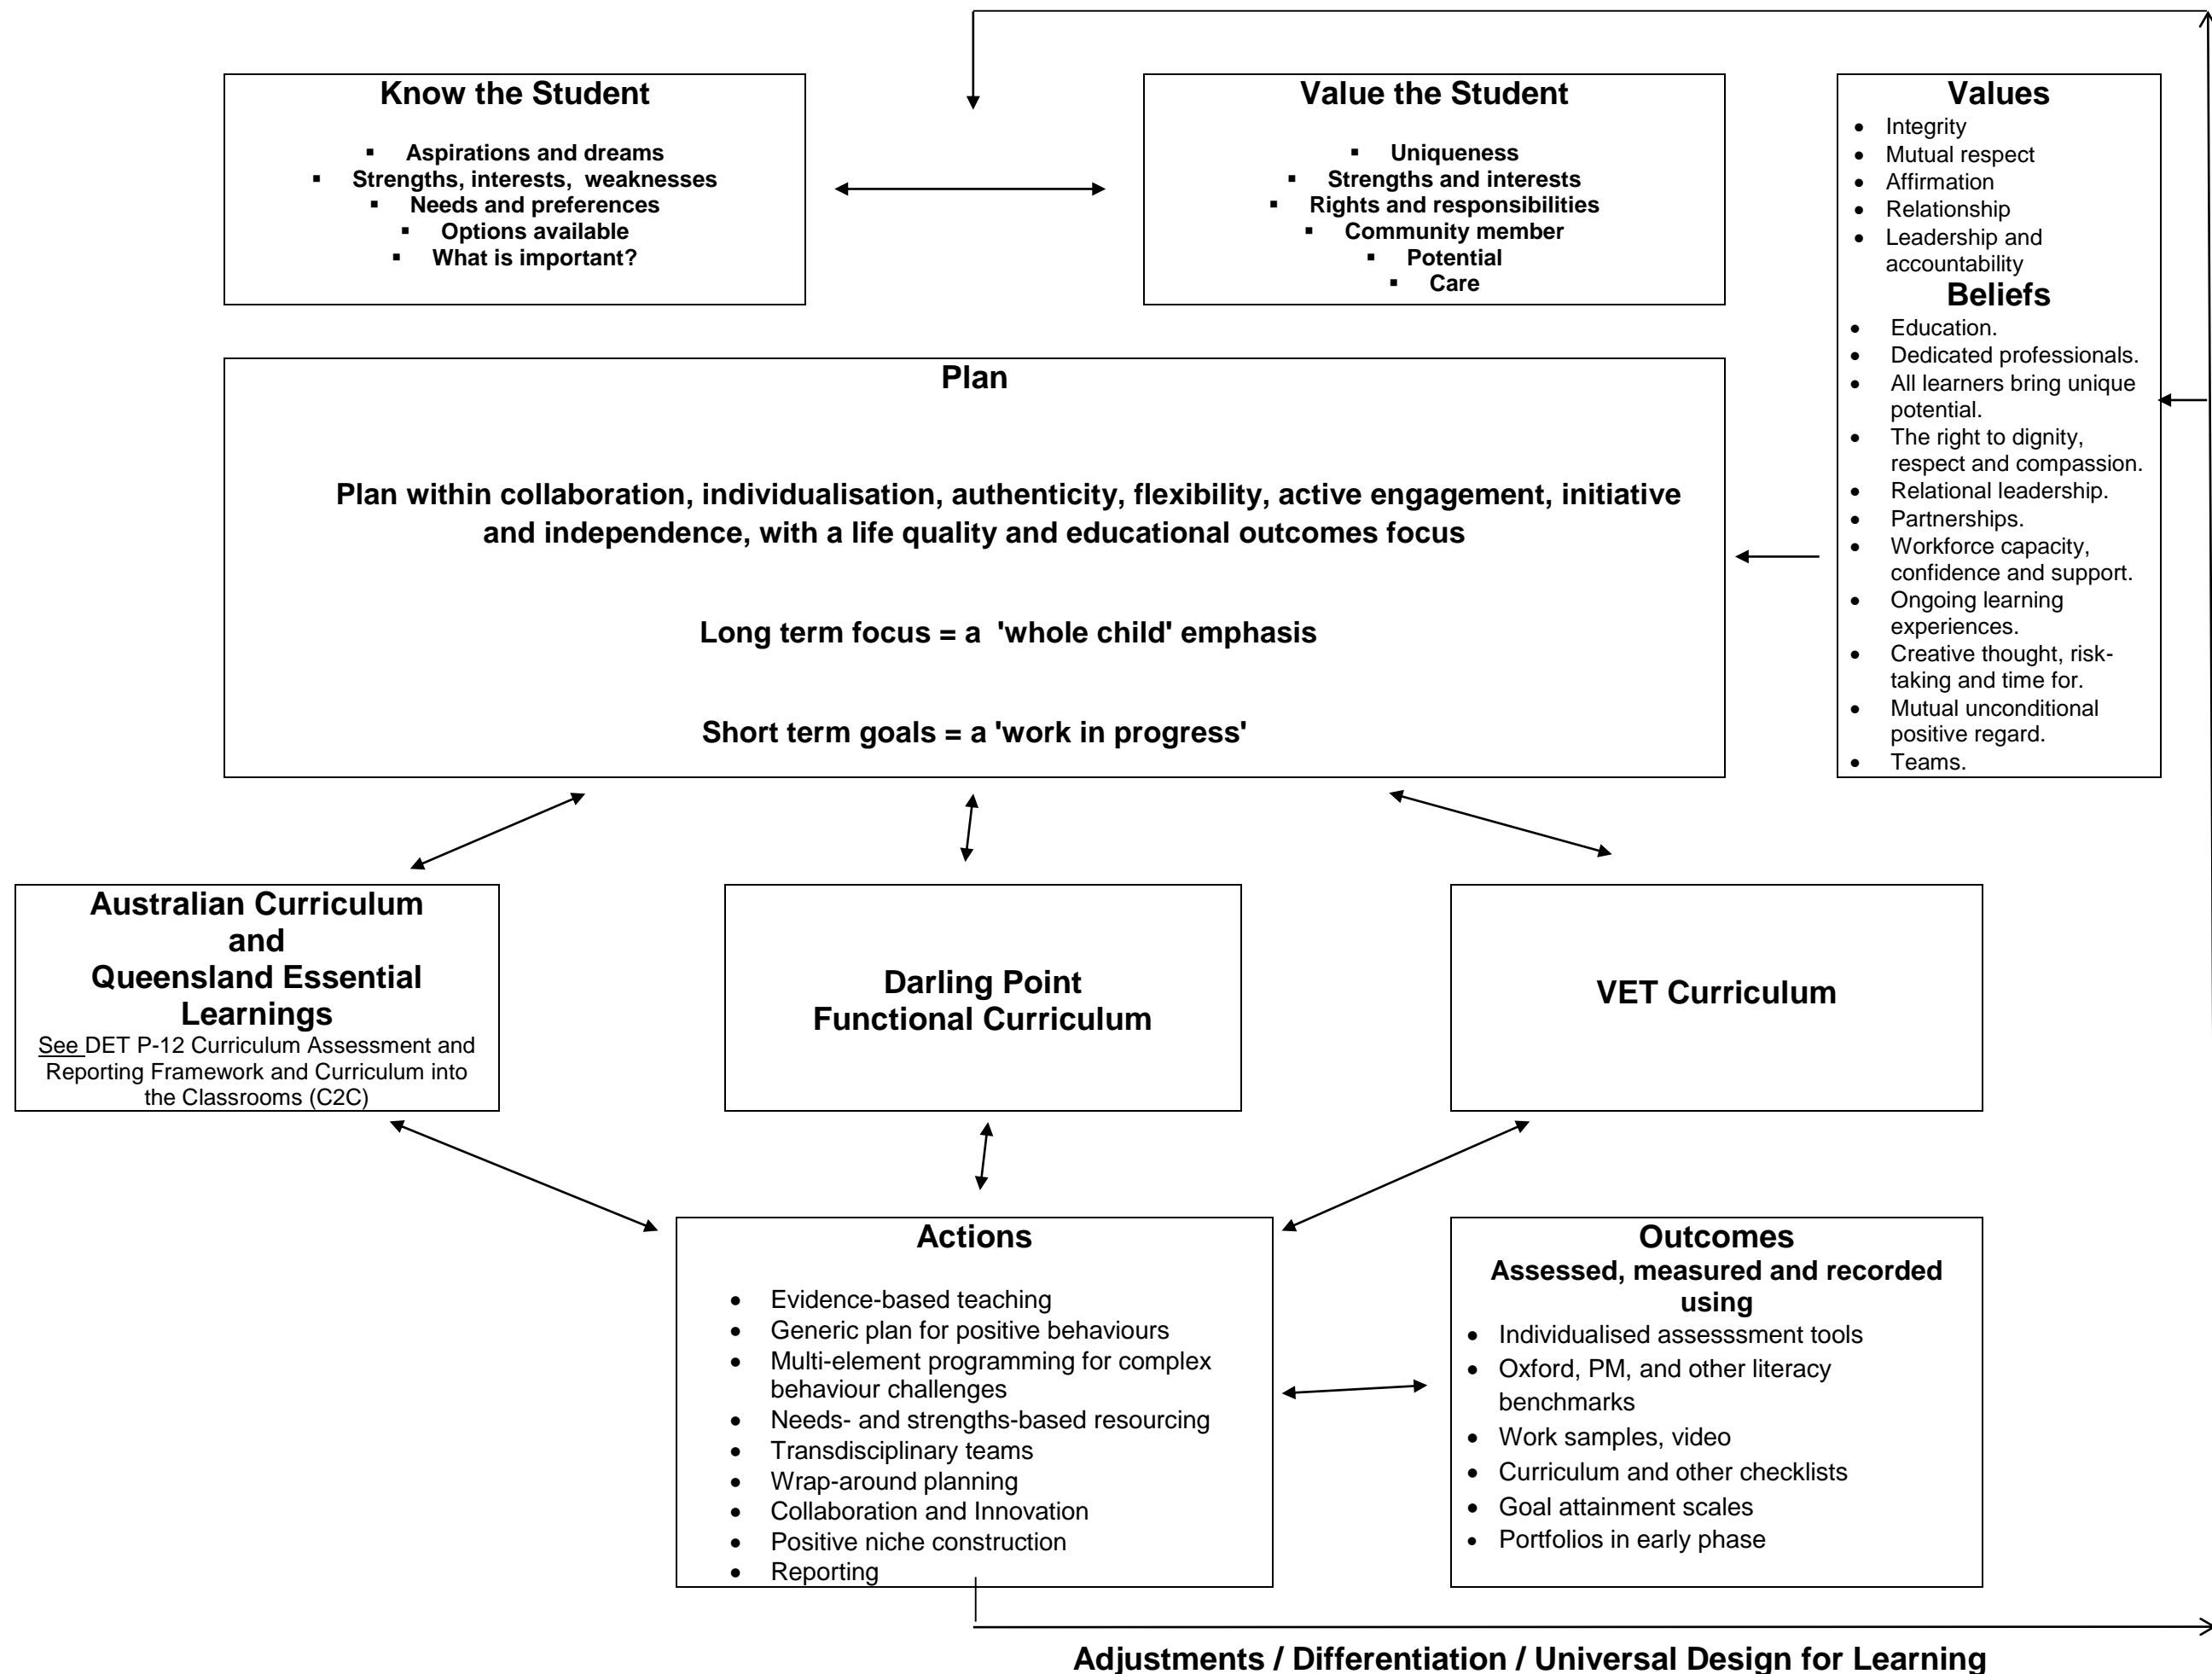 Know the Student
▪ Aspirations and dreams
▪ Strengths, interests, weaknesses
▪ Needs and preferences
▪ Options available
▪ What is important?
Value the Student
▪ Uniqueness
▪ Strengths and interests
▪ Rights and responsibilities
▪ Community member
▪ Potential
▪ Care
Values
• Integrity
• Mutual respect
• Affirmation
• Relationship
• Leadership and
accountability
Beliefs
• Education.
• Dedicated professionals.
• All learners bring unique
potential.
• The right to dignity,
respect and compassion.
• Relational leadership.
• Partnerships.
• Workforce capacity,
confidence and support.
• Ongoing learning
experiences.
• Creative thought, risk-
taking and time for.
• Mutual unconditional
positive regard.
• Teams.
Plan
Plan within collaboration, individualisation, authenticity, flexibility, active engagement, initiative
and independence, with a life quality and educational outcomes focus
Long term focus = a 'whole child' emphasis
Short term goals = a 'work in progress'
Australian Curriculum
and
Queensland Essential
Learnings
See DET P-12 Curriculum Assessment and
Reporting Framework and Curriculum into
the Classrooms (C2C)
Darling Point
Functional Curriculum
VET Curriculum
Actions
• Evidence-based teaching
• Generic plan for positive behaviours
• Multi-element programming for complex
behaviour challenges
• Needs- and strengths-based resourcing
• Transdisciplinary teams
• Wrap-around planning
• Collaboration and Innovation
• Positive niche construction
• Reporting
Outcomes
Assessed, measured and recorded
using
• Individualised assesssment tools
• Oxford, PM, and other literacy
benchmarks
• Work samples, video
• Curriculum and other checklists
• Goal attainment scales
• Portfolios in early phase
Adjustments / Differentiation / Universal Design for Learning